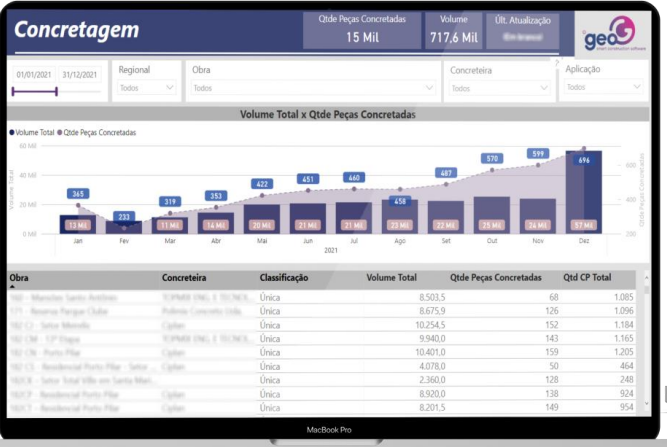 Concretagem
Qtde Peças Concretadas
15 Mil
Volume
717,6 Mil
Últ. Atualização
geo
01/01/2021 31/12/2021
Regional
Todos
Obra
Todos
Concreteira
Todos
Aplicação
Todos
Volume Total x Qtde Peças Concretadas
Volume Total Qtde Peças Concretadas
60 Mil
40 Mil
20 Mil
0 Mil
Volume Total
365 233 319 353 422 451 460 458 487 570 599 696
13 Mil 11 Mil 14 Mil 20 Mil 21 Mil 21 Mil 23 Mil 22 Mil 25 Mil 24 Mil 57 Mil
600
400
200
Qtde Peças Concretadas
Jan Fev Mar Abr Mai Jun Jul Ago Set Out Nov Dez
2021
Obra Concreteira Classificação Volume Total Qtde Peças Concretadas Qtd CP Total
Única 8.503,5 68 1.085
Única 8.675,9 126 1.096
Única 10.254,5 152 1.184
Única 9.940,0 143 1.165
Única 10.401,0 159 1.205
Única 4.078,0 50 464
Única 2.360,0 128 248
Única 8.920,0 138 924
Única 8.201,5 149 954
MacBook Pro